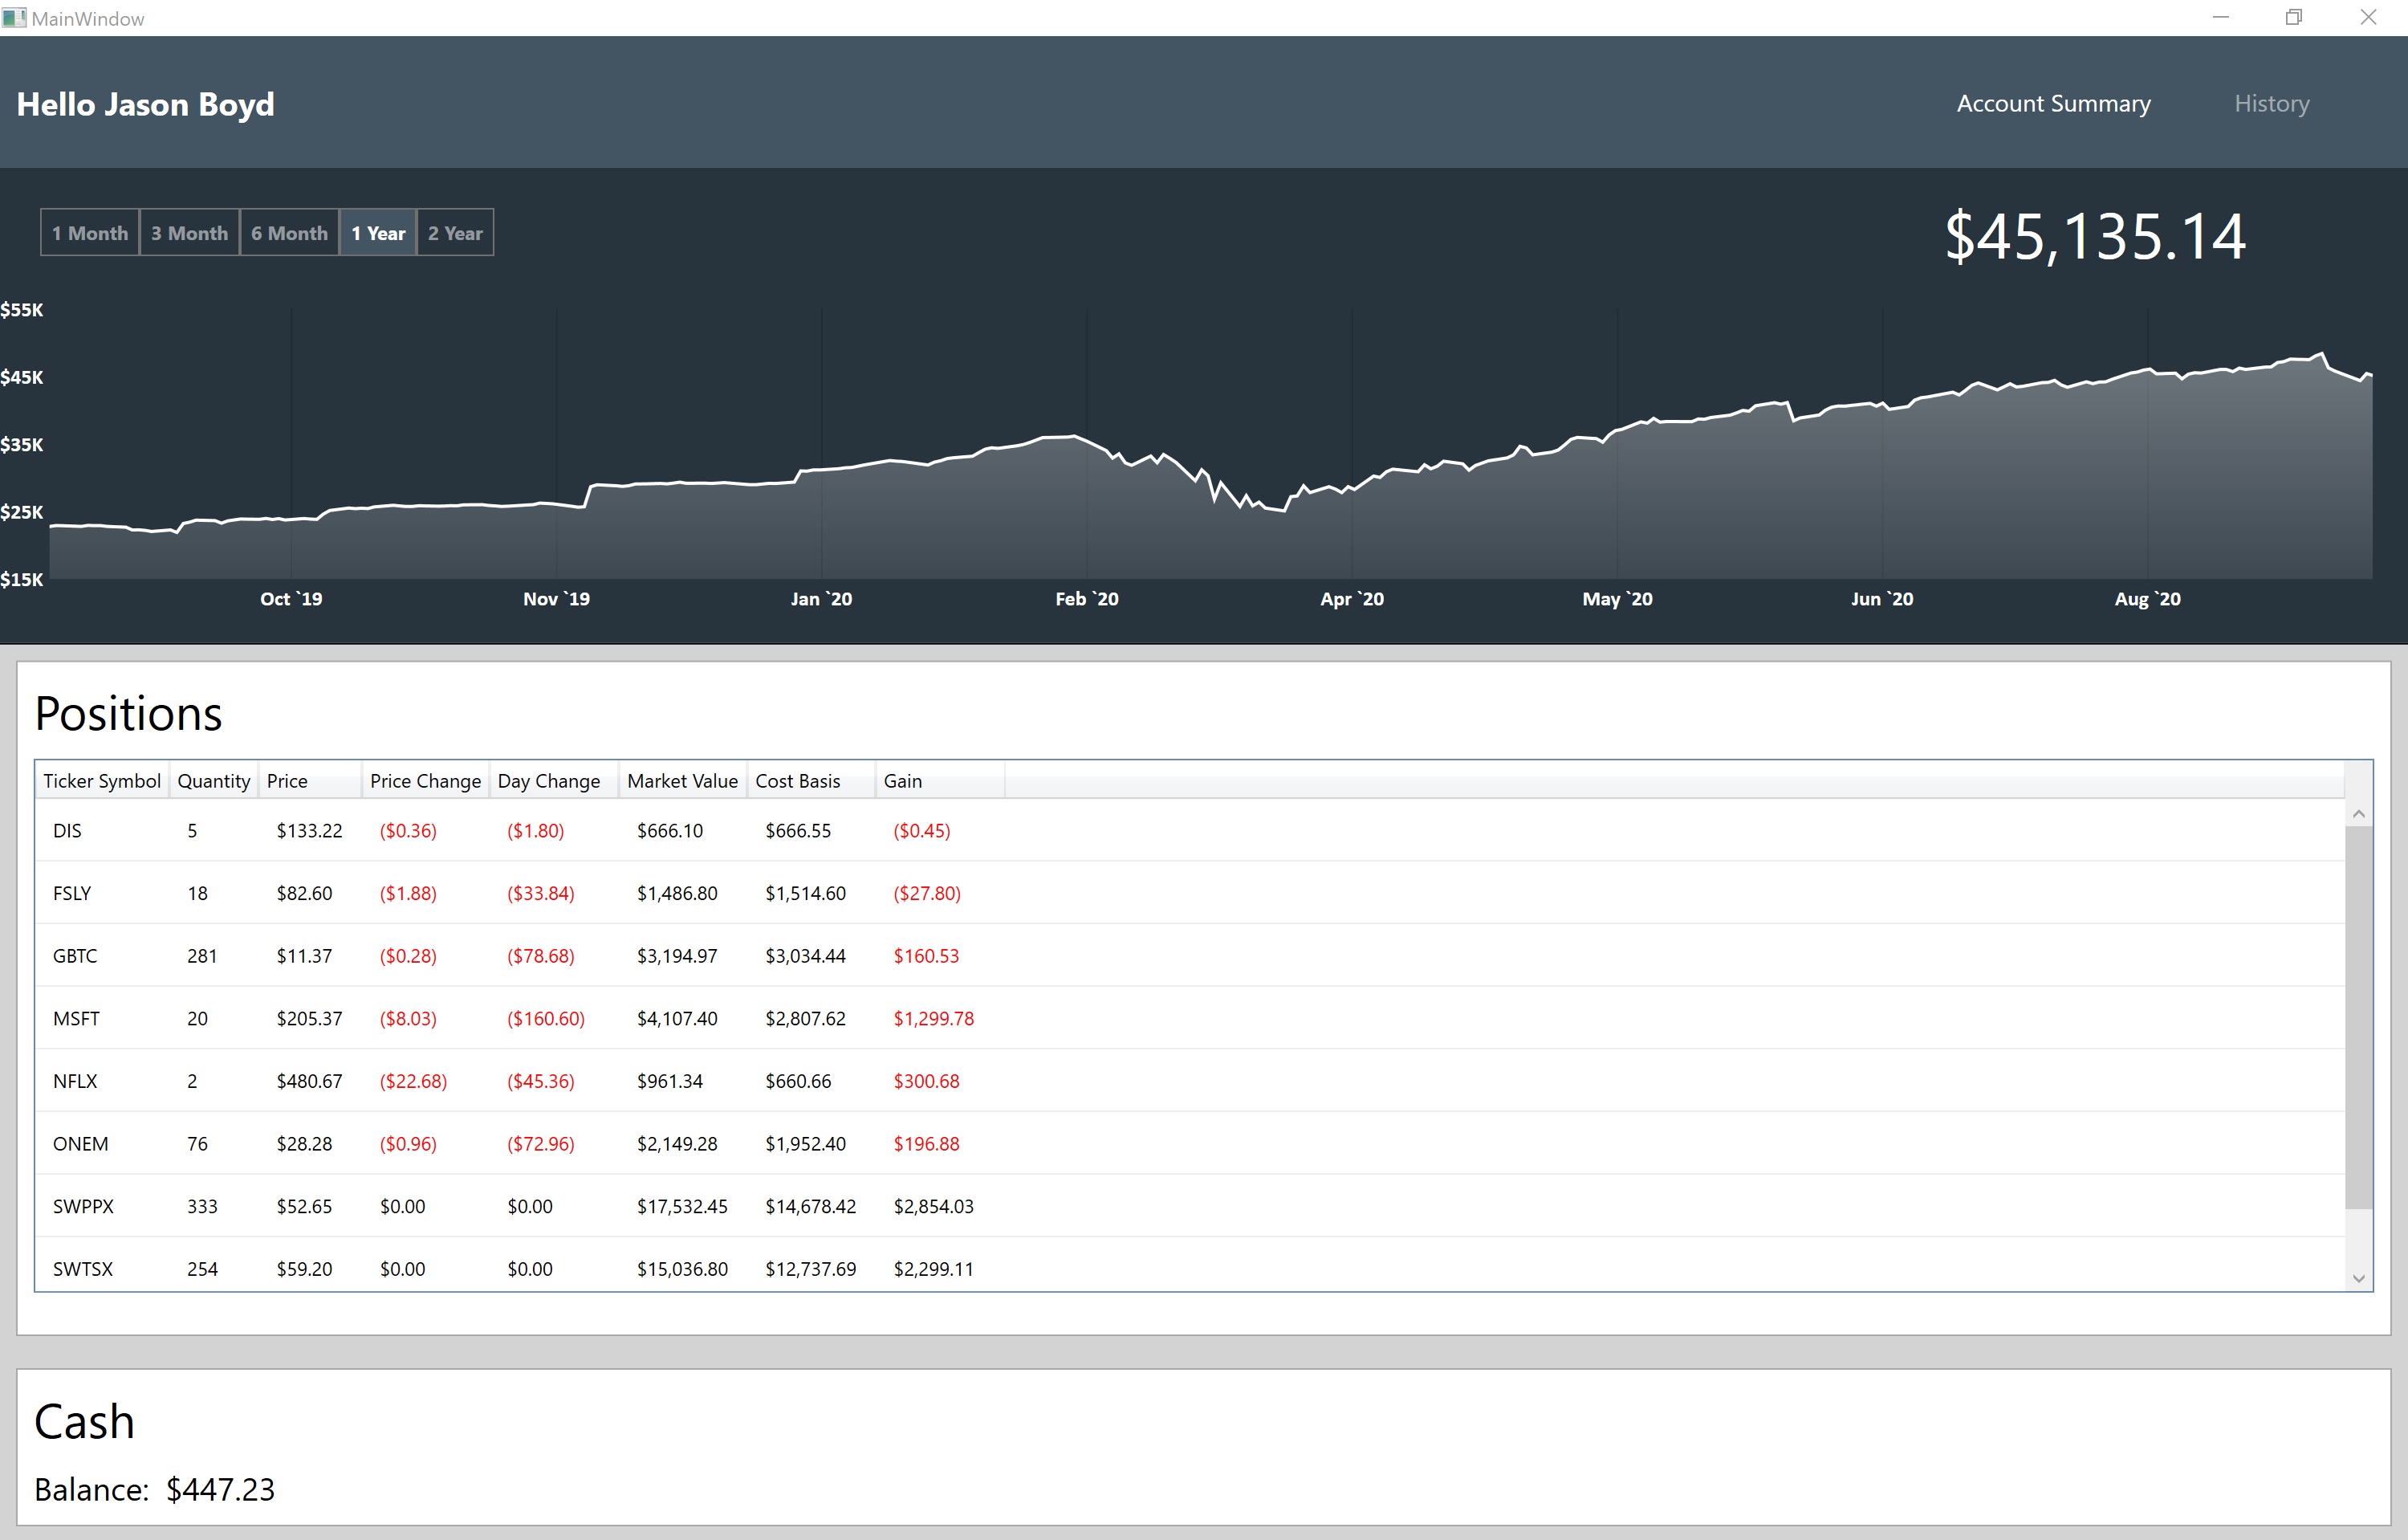 MainWindow
Hello Jason Boyd
Account Summary History
1 Month 3 Month 6 Month 1 Year 2 Year
$45,135.14
$55K
$45K
$35K
$25K
$15K
Oct `19 Nov `19 Jan `20 Feb `20 Apr `20 May `20 Jun `20 Aug `20
Positions
Ticker Symbol Quantity Price Price Change Day Change Market Value Cost Basis Gain
DIS 5 $133.22 ($0.36) ($1.80) $666.10 $666.55 ($0.45)
FSLY 18 $82.60 ($1.88) ($33.84) $1,486.80 $1,514.60 ($27.80)
GBTC 281 $11.37 ($0.28) ($78.68) $3,194.97 $3,034.44 $160.53
MSFT 20 $205.37 ($8.03) ($160.60) $4,107.40 $2,807.62 $1,299.78
NFLX 2 $480.67 ($22.68) ($45.36) $961.34 $660.66 $300.68
ONEM 76 $28.28 ($0.96) ($72.96) $2,149.28 $1,952.40 $196.88
SWPPX 333 $52.65 $0.00 $0.00 $17,532.45 $14,678.42 $2,854.03
SWTSX 254 $59.20 $0.00 $0.00 $15,036.80 $12,737.69 $2,299.11
Cash
Balance: $447.23